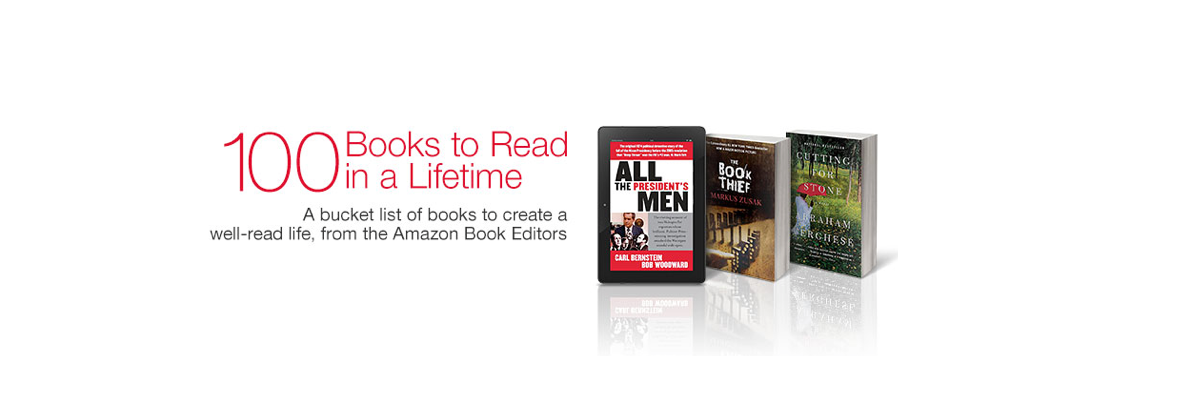 100 Books to Read
in a Lifetime
A bucket list of books to create a
well-read life, from the Amazon Book Editors
ALL
THE PRESIDENT'S
MEN
CARL BERNSTEIN
BOB WOODWARD
THE
BOOK
THIEF
MARKUS ZUSAK
CUTTING
FOR
STONE
ABRAHAM
VERGHESE